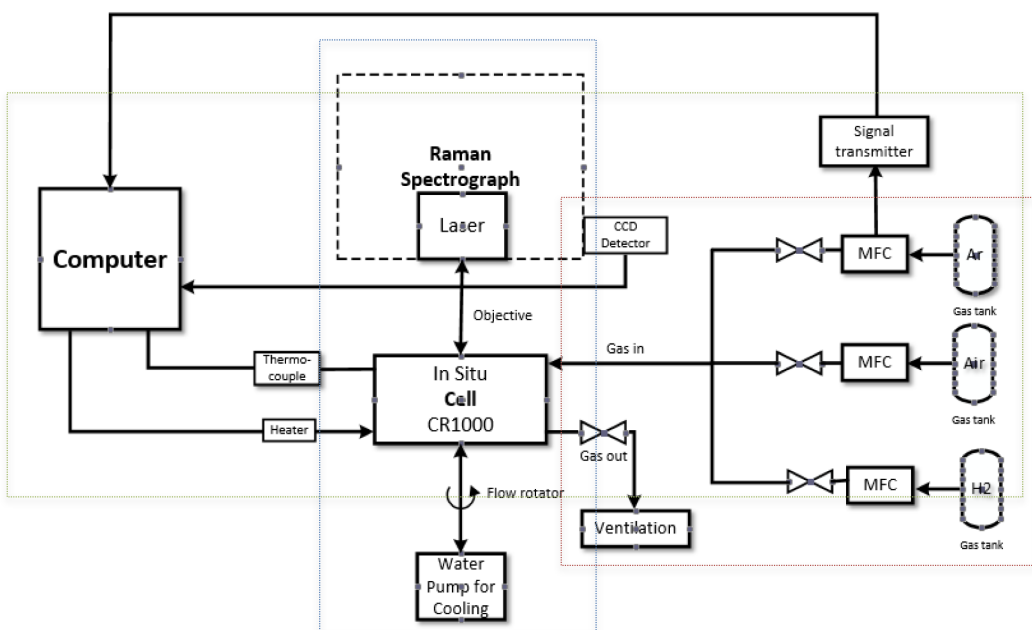 Signal
transmitter
Raman
Spectrograph
Laser
CCD
Detector
Computer
MFC
Ar
Gas tank
Objective
Gas in
MFC
Air
Gas tank
Thermo-
couple
In Situ
Cell
CR1000
Heater
Gas out
MFC
H2
Gas tank
Flow rotator
Ventilation
Water
Pump for
Cooling